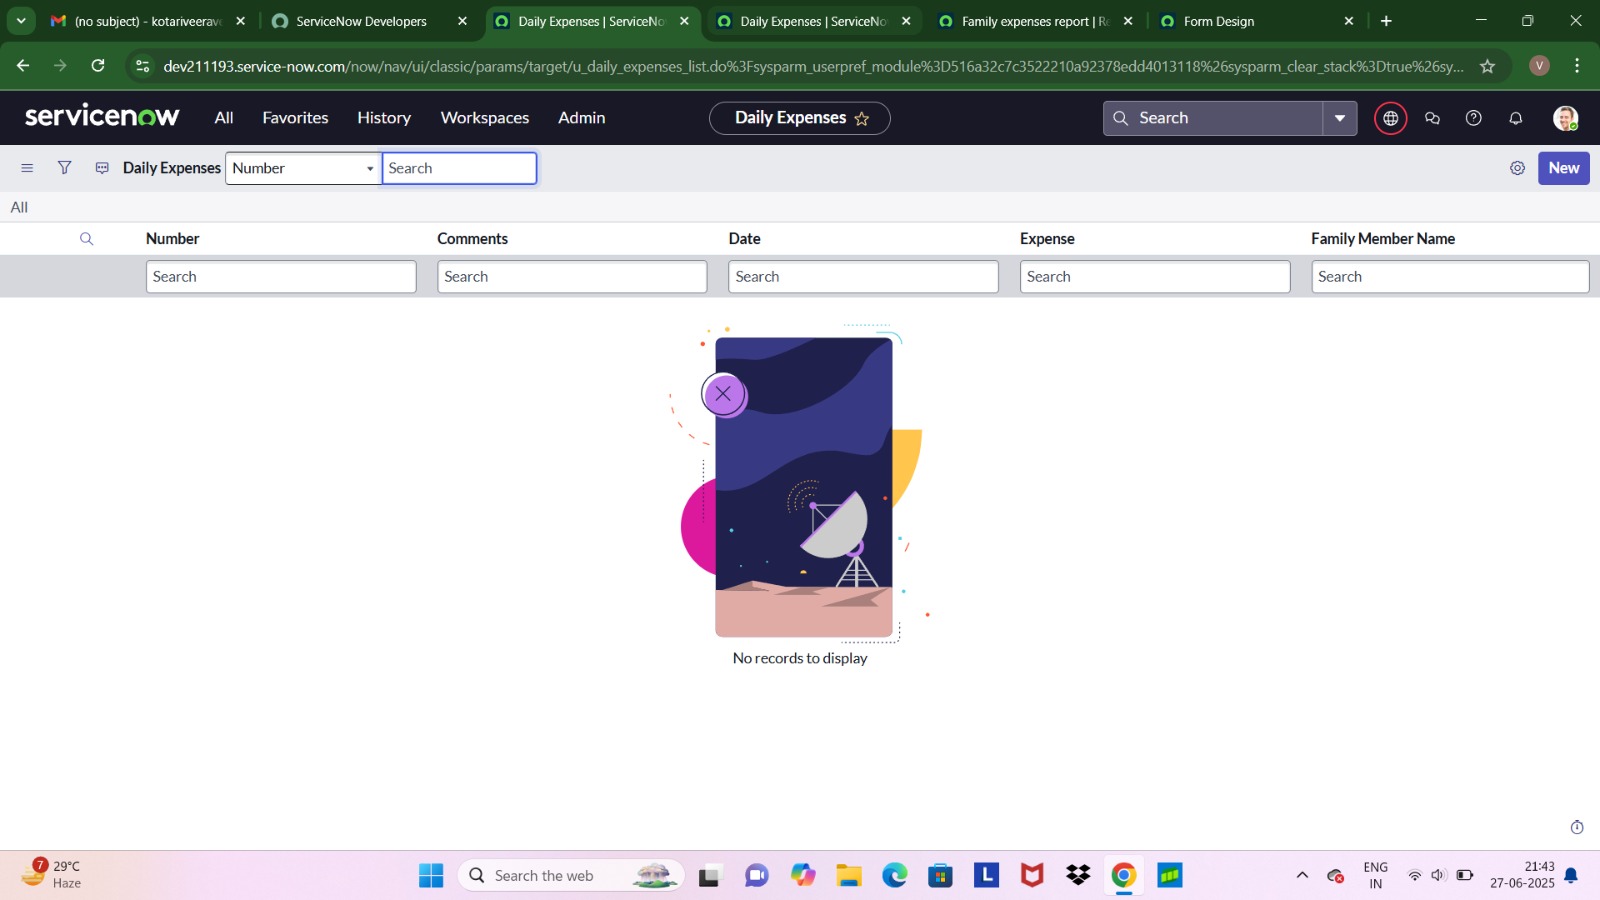 (no subject) - kotariveerave
ServiceNow Developers
Daily Expenses | ServiceNo
Daily Expenses | ServiceNo
Family expenses report | Re
Form Design
dev211193.service-now.com/now/nav/ui/classic/params/target/u_daily_expenses_list.do%3Fsysparm_userpref_module%3D516a32c7c3522210a92378edd4013118%26sysparm_clear_stack%3Dtrue%26sy...
V
servicenow
All
Favorites
History
Workspaces
Admin
Daily Expenses
Search
Daily Expenses
Number
Search
New
All
Number
Comments
Date
Expense
Family Member Name
Search
Search
Search
Search
Search
No records to display
7
29°C
Haze
Search the web
L
ENG
IN
21:43
27-06-2025